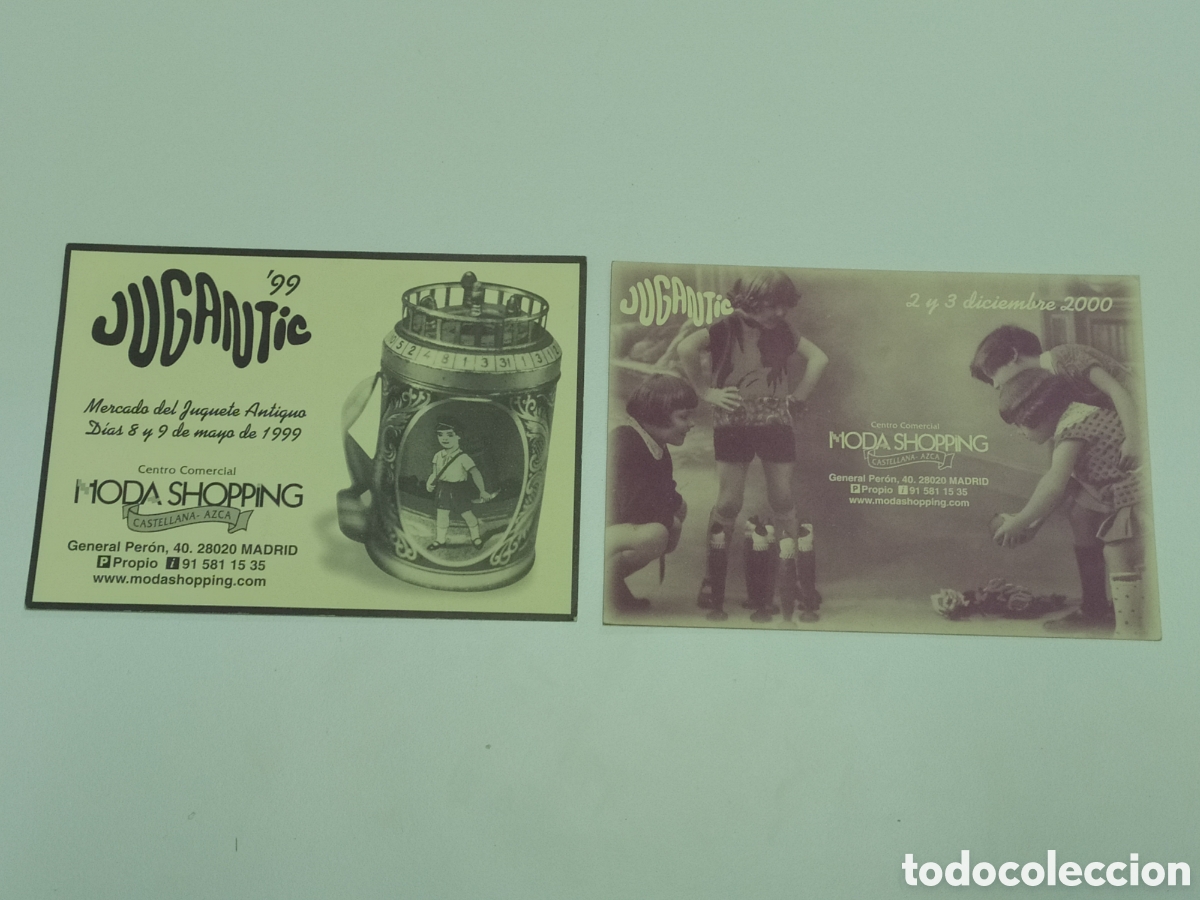 JUGANTIC '99
Mercado del Juguete Antiguo
Días 8 y 9 de mayo de 1999
Centro Comercial
MODA SHOPPING
CASTELLANA - AZCA
General Perón, 40. 28020 MADRID
P Propio i 91 581 15 35
www.modashopping.com
JUGANTIC
2 y 3 diciembre 2000
Centro Comercial
MODA SHOPPING
CASTELLANA - AZCA
General Perón, 40. 28020 MADRID
P Propio i 91 581 15 35
www.modashopping.com
todocoleccion